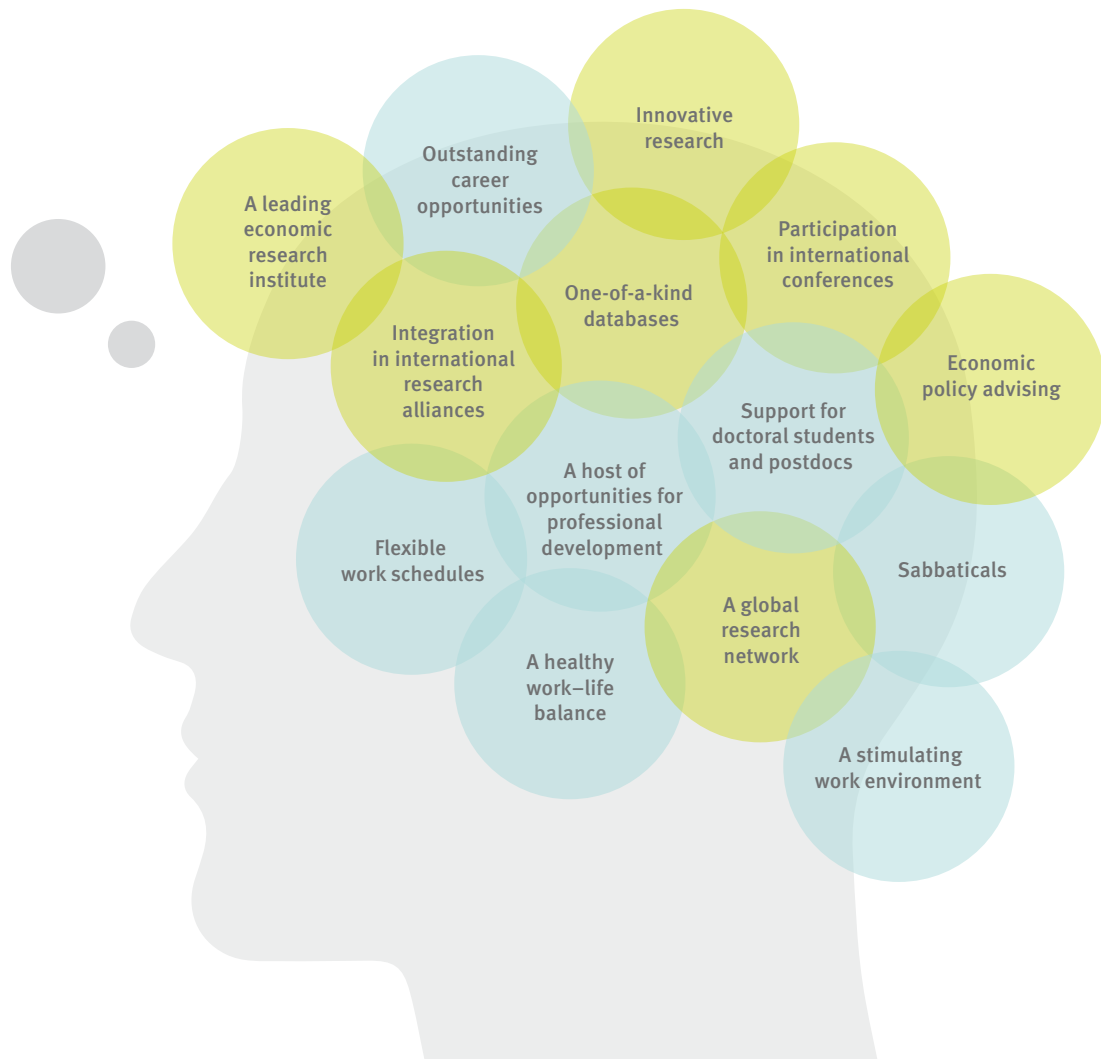 Innovative
research
Outstanding
career
opportunities
A leading
economic
research
institute
Participation
in international
conferences
One-of-a-kind
databases
Integration
in international
research
alliances
Economic
policy advising
Support for
doctoral students
and postdocs
A host of
opportunities for
professional
development
Flexible
work schedules
Sabbaticals
A global
research
network
A healthy
work–life
balance
A stimulating
work environment